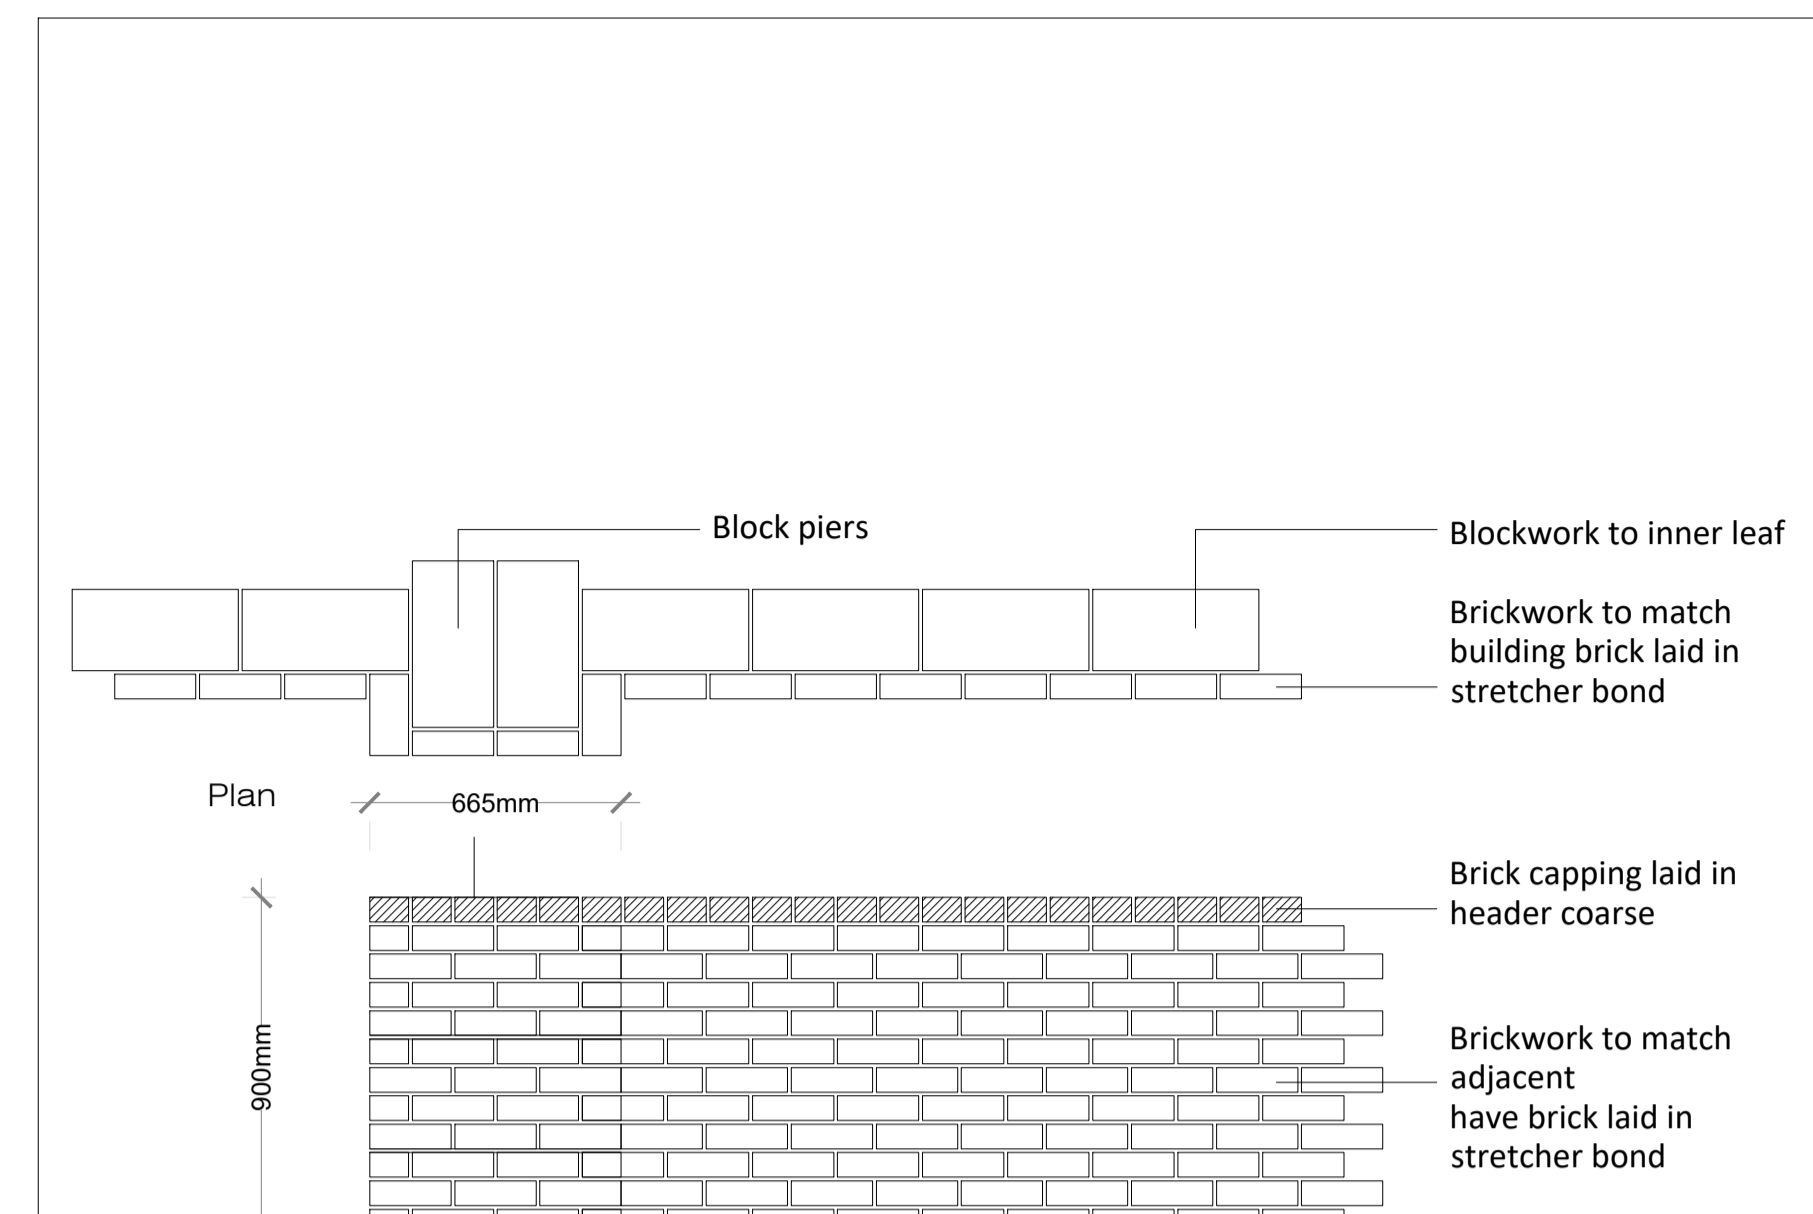 Block piers
Blockwork to inner leaf
Brickwork to match
building brick laid in
stretcher bond
Plan
665mm
Brick capping laid in
header coarse
900mm
Brickwork to match
adjacent
have brick laid in
stretcher bond